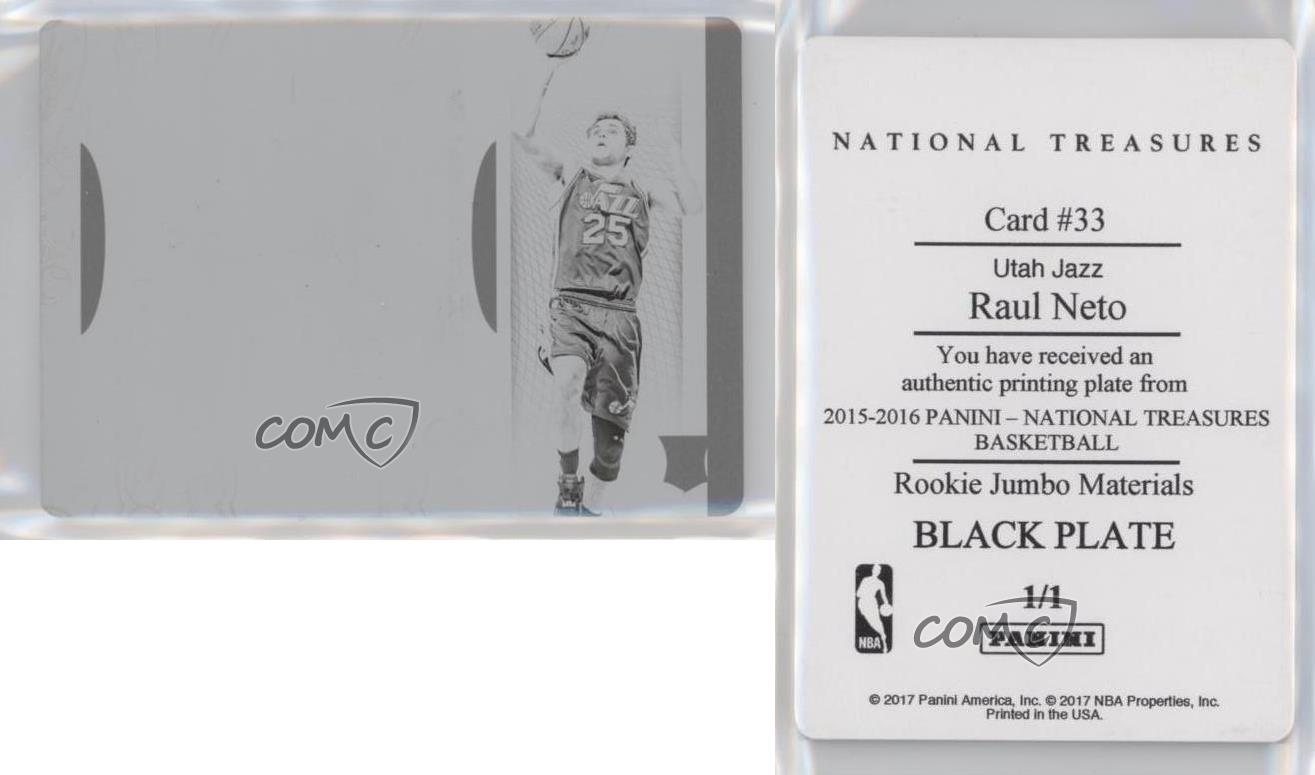 JAZZ
25
COMC
NATIONAL TREASURES
Card #33
Utah Jazz
Raul Neto
You have received an
authentic printing plate from
2015-2016 PANINI – NATIONAL TREASURES
BASKETBALL
Rookie Jumbo Materials
BLACK PLATE
1/1
NBA
COMC
PANINI
© 2017 Panini America, Inc. © 2017 NBA Properties, Inc.
Printed in the USA.